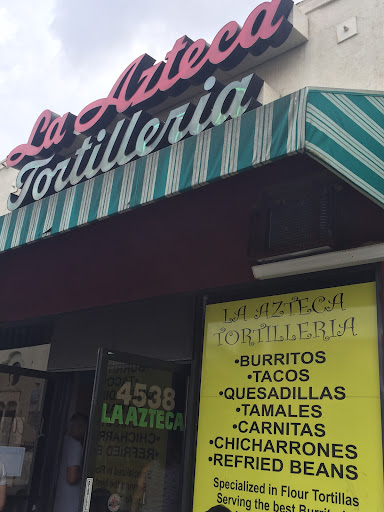 La Azteca
Tortilleria
LA AZTECA
TORTILLERIA
•BURRITOS
•TACOS
•QUESADILLAS
•TAMALES
•CARNITAS
•CHICHARRONES
•REFRIED BEANS
Specialized in Flour Tortillas
Serving the best
4538
LA AZTECA